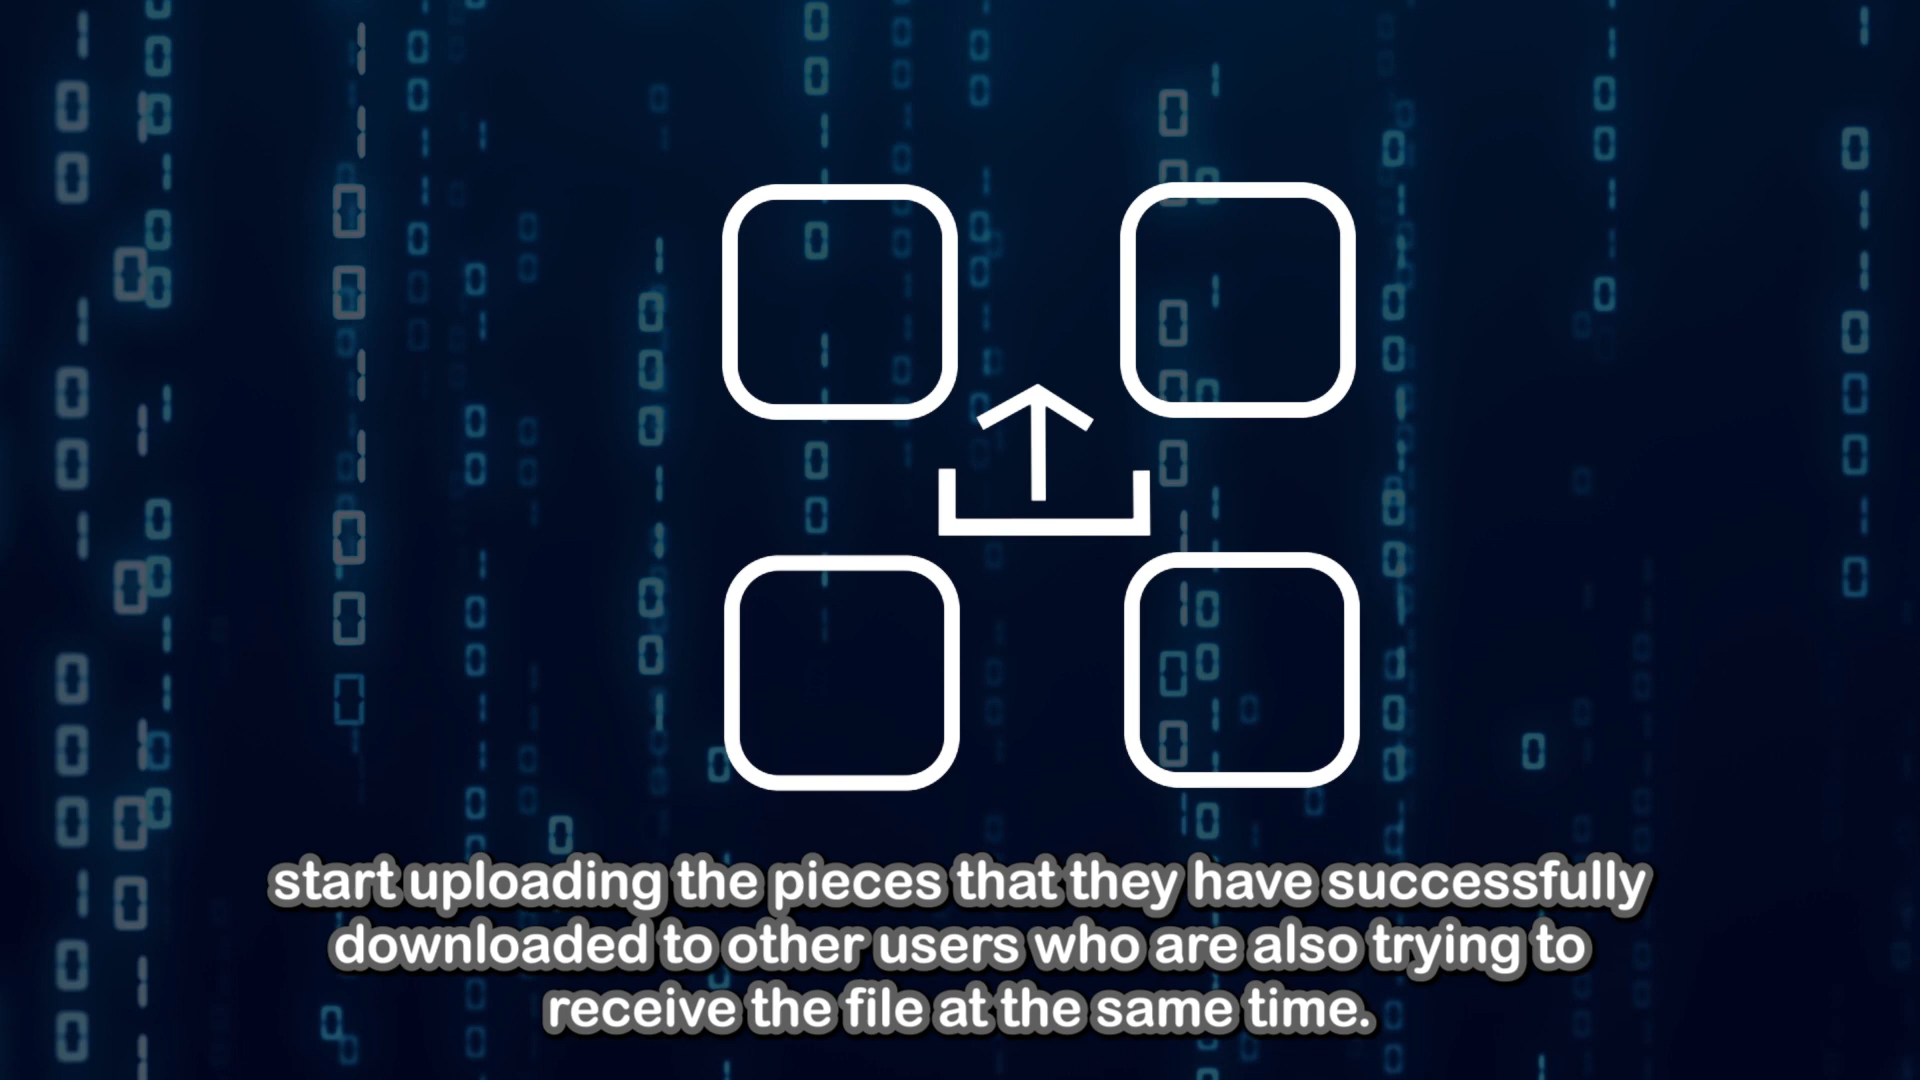 start uploading the pieces that they have successfully
downloaded to other users who are also trying to
receive the file at the same time.